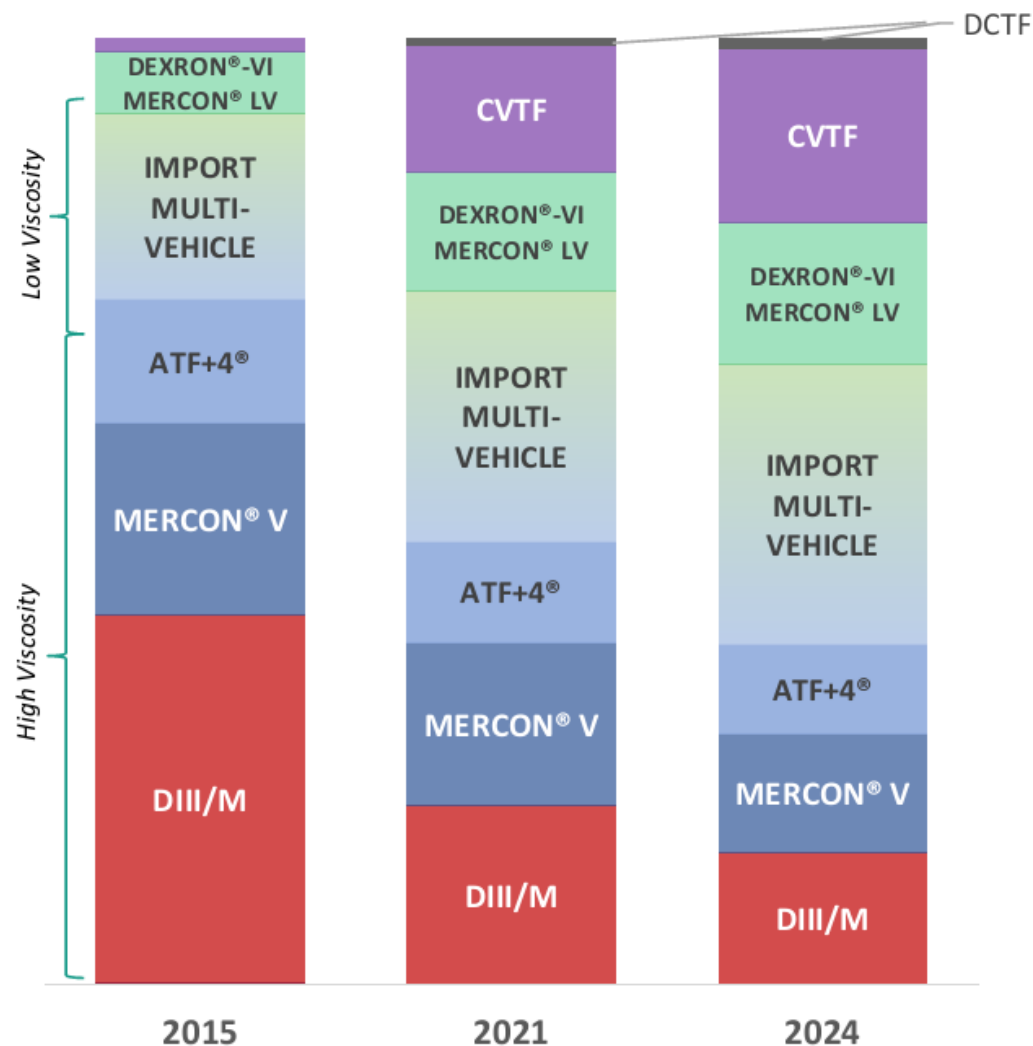 DCTF
Low Viscosity
High Viscosity
DEXRON®-VI
MERCON® LV
IMPORT
MULTI-
VEHICLE
ATF+4®
MERCON® V
DIII/M
CVTF
DEXRON®-VI
MERCON® LV
IMPORT
MULTI-
VEHICLE
ATF+4®
MERCON® V
DIII/M
CVTF
DEXRON®-VI
MERCON® LV
IMPORT
MULTI-
VEHICLE
ATF+4®
MERCON® V
DIII/M
2015
2021
2024